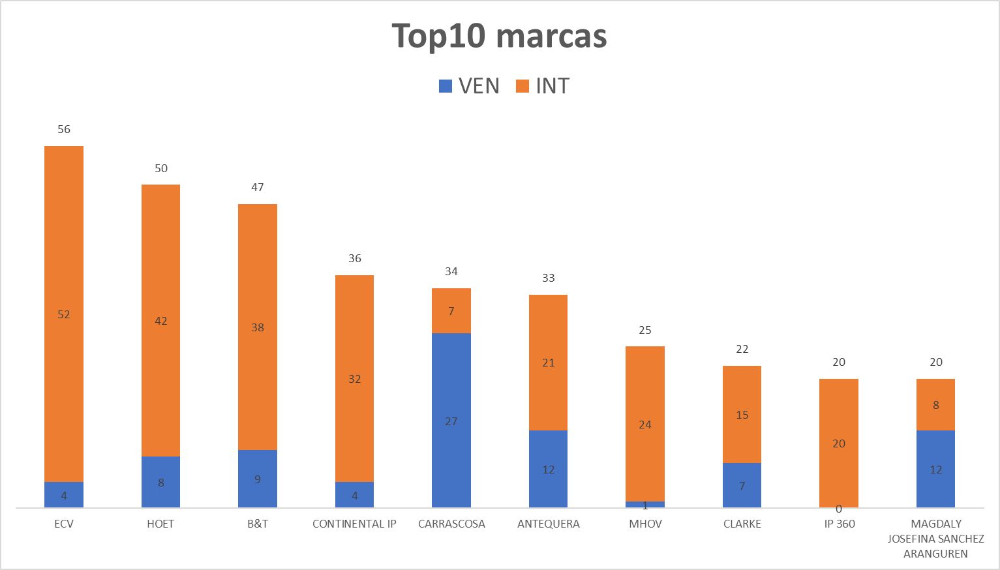 Top10 marcas
VEN INT
56
50
47
36
34
33
25
22
20
20
52
42
38
32
7
21
24
15
20
8
4
8
9
4
27
12
1
7
0
12
ECV
HOET
B&T
CONTINENTAL IP
CARRASCOSA
ANTEQUERA
MHOV
CLARKE
IP 360
MAGDALY
JOSEFINA SANCHEZ
ARANGUREN